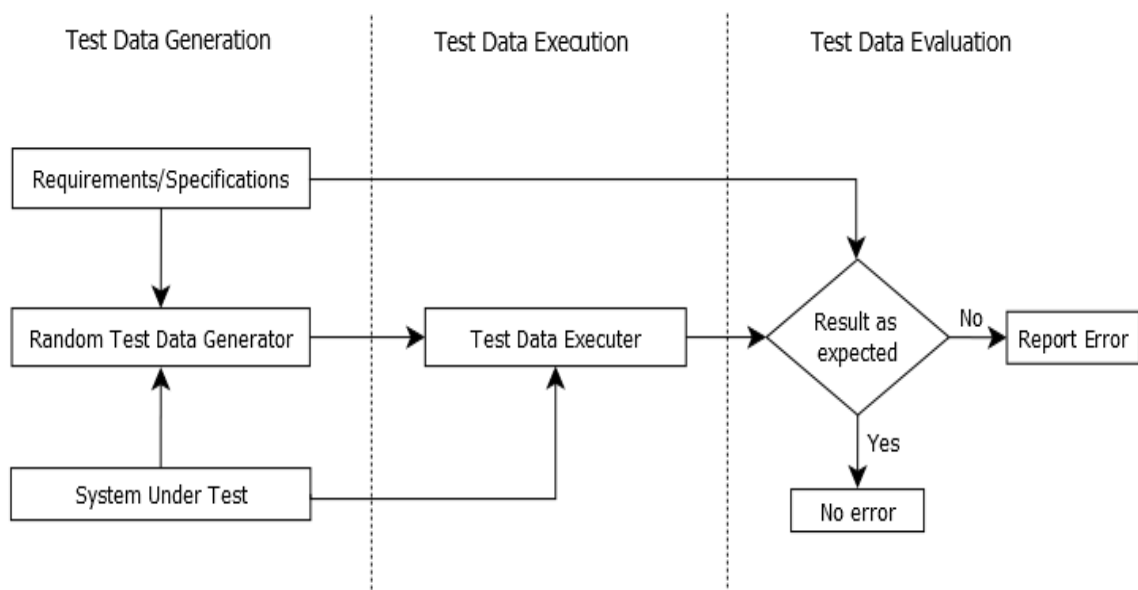 Test Data Generation
Test Data Execution
Test Data Evaluation
Requirements/Specifications
Random Test Data Generator
Test Data Executer
Result as
expected
No
Report Error
Yes
System Under Test
No error